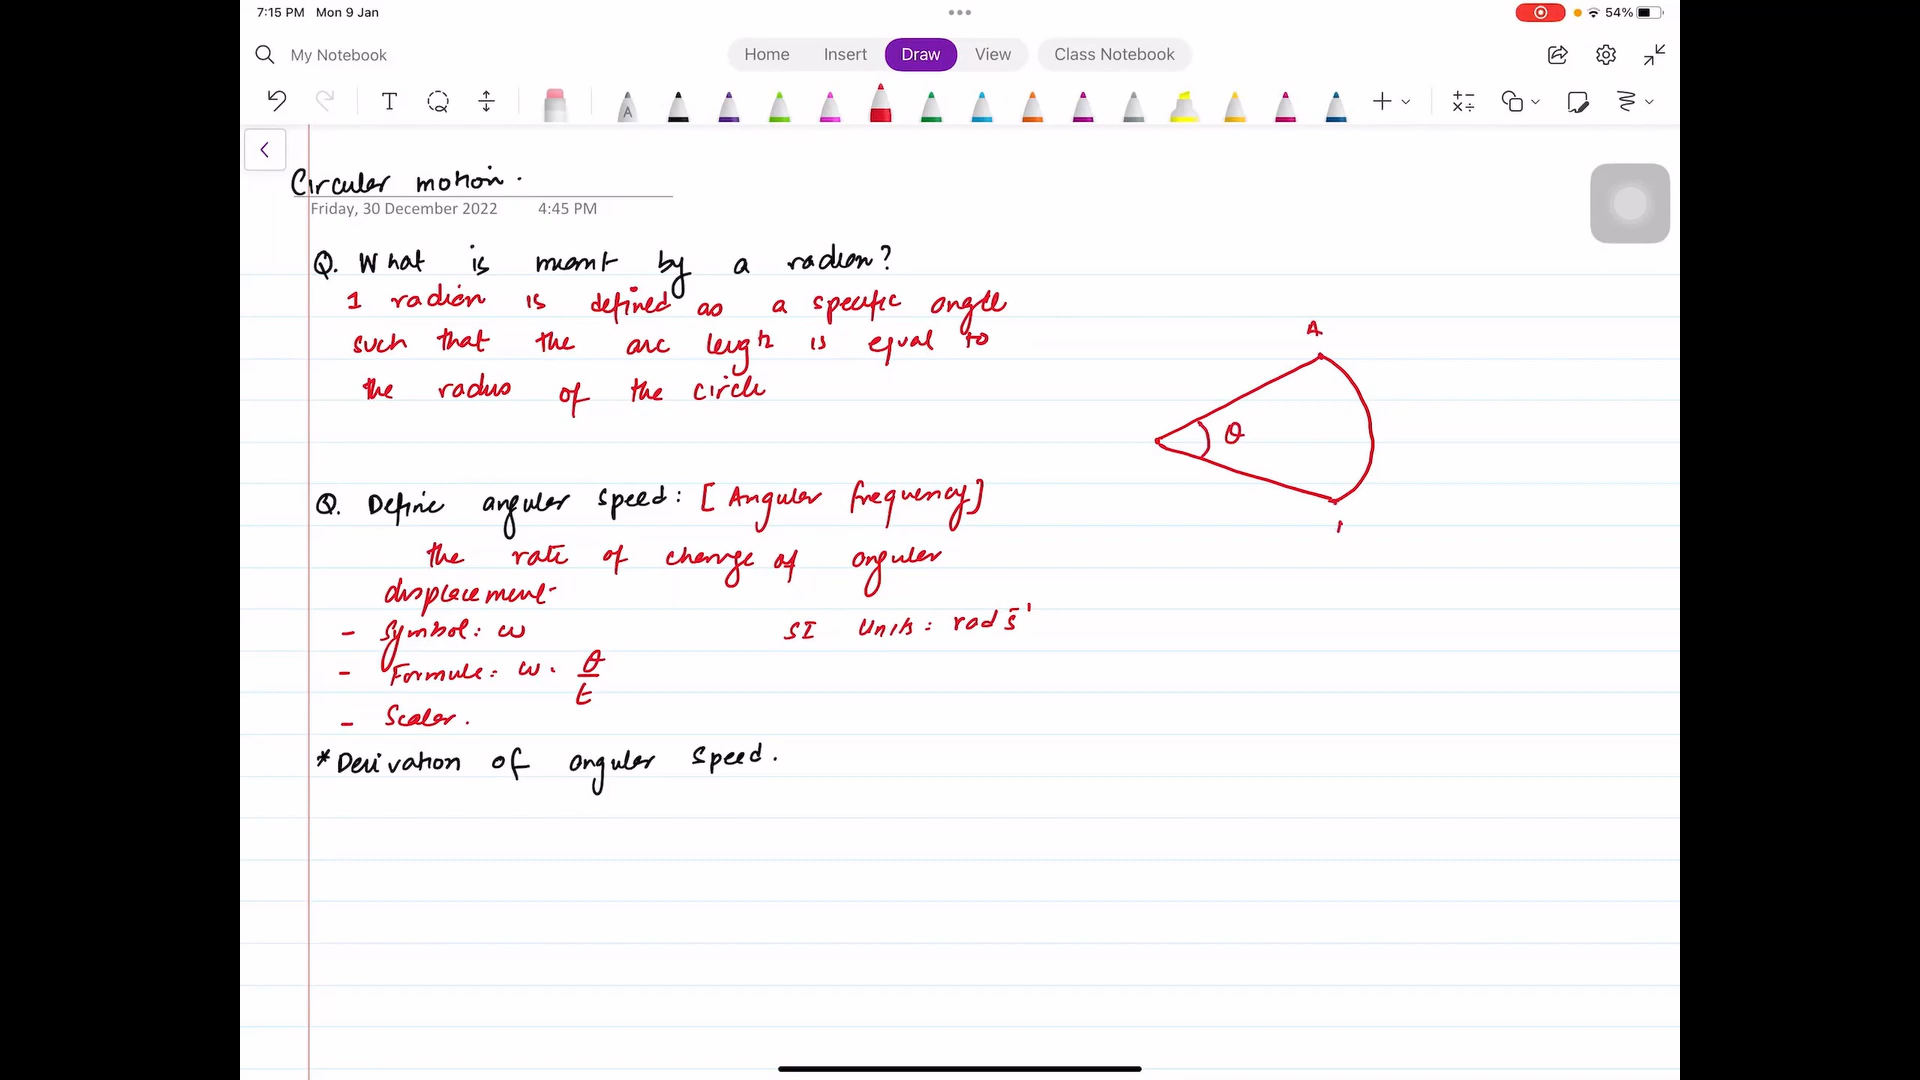 7:15 PM Mon 9 Jan
54%
My Notebook
Home Insert Draw View Class Notebook
T
A
Circular motion.
Friday, 30 December 2022 4:45 PM
Q. What is meant by a radian?
1 radian is defined as a specific angle
such that the arc length is equal to
the radius of the circle
A
θ
Q. Define angular speed: [Angular frequency]
the rate of change of angular
displacement
- Symbol: ω
SI Units: rad s⁻¹
- Formula: ω = θ/t
- Scalar.
*Derivation of angular speed.